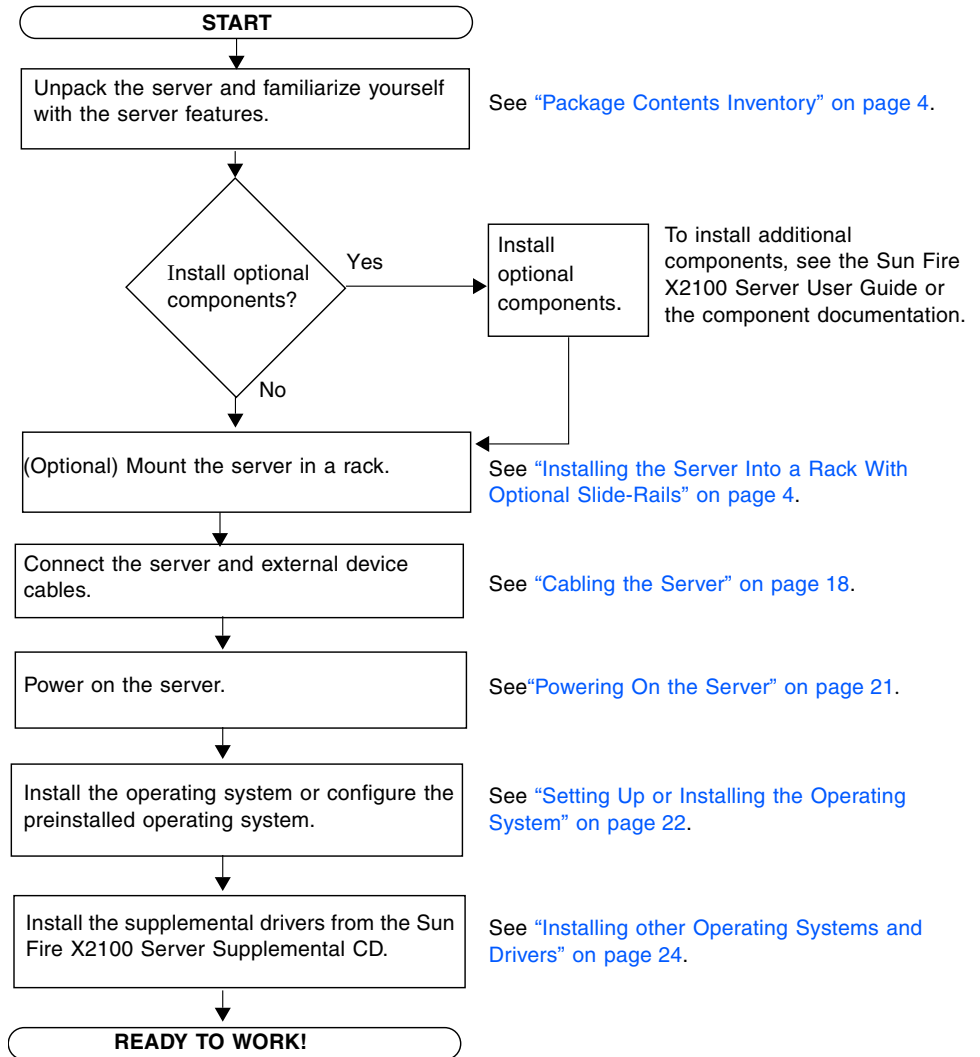 START
Unpack the server and familiarize yourself
with the server features.
See “Package Contents Inventory” on page 4.
Install optional
components?
Yes
No
Install
optional
components.
To install additional
components, see the Sun Fire
X2100 Server User Guide or
the component documentation.
(Optional) Mount the server in a rack.
See “Installing the Server Into a Rack With
Optional Slide-Rails” on page 4.
Connect the server and external device
cables.
See “Cabling the Server” on page 18.
Power on the server.
See“Powering On the Server” on page 21.
Install the operating system or configure the
preinstalled operating system.
See “Setting Up or Installing the Operating
System” on page 22.
Install the supplemental drivers from the Sun
Fire X2100 Server Supplemental CD.
See “Installing other Operating Systems and
Drivers” on page 24.
READY TO WORK!